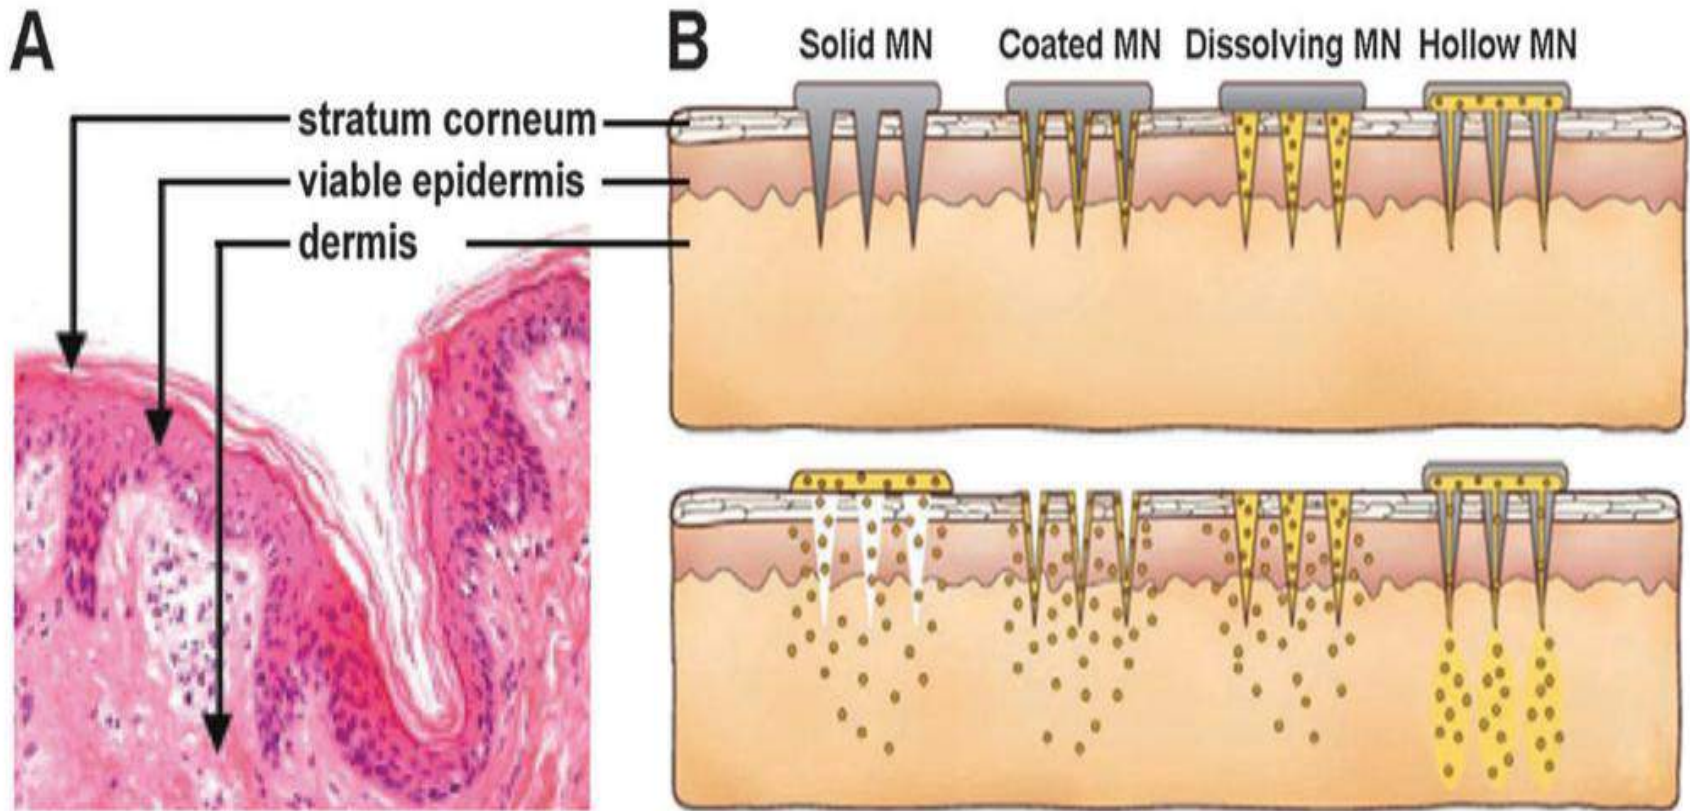 A
B
Solid MN
Coated MN
Dissolving MN
Hollow MN
stratum corneum
viable epidermis
dermis